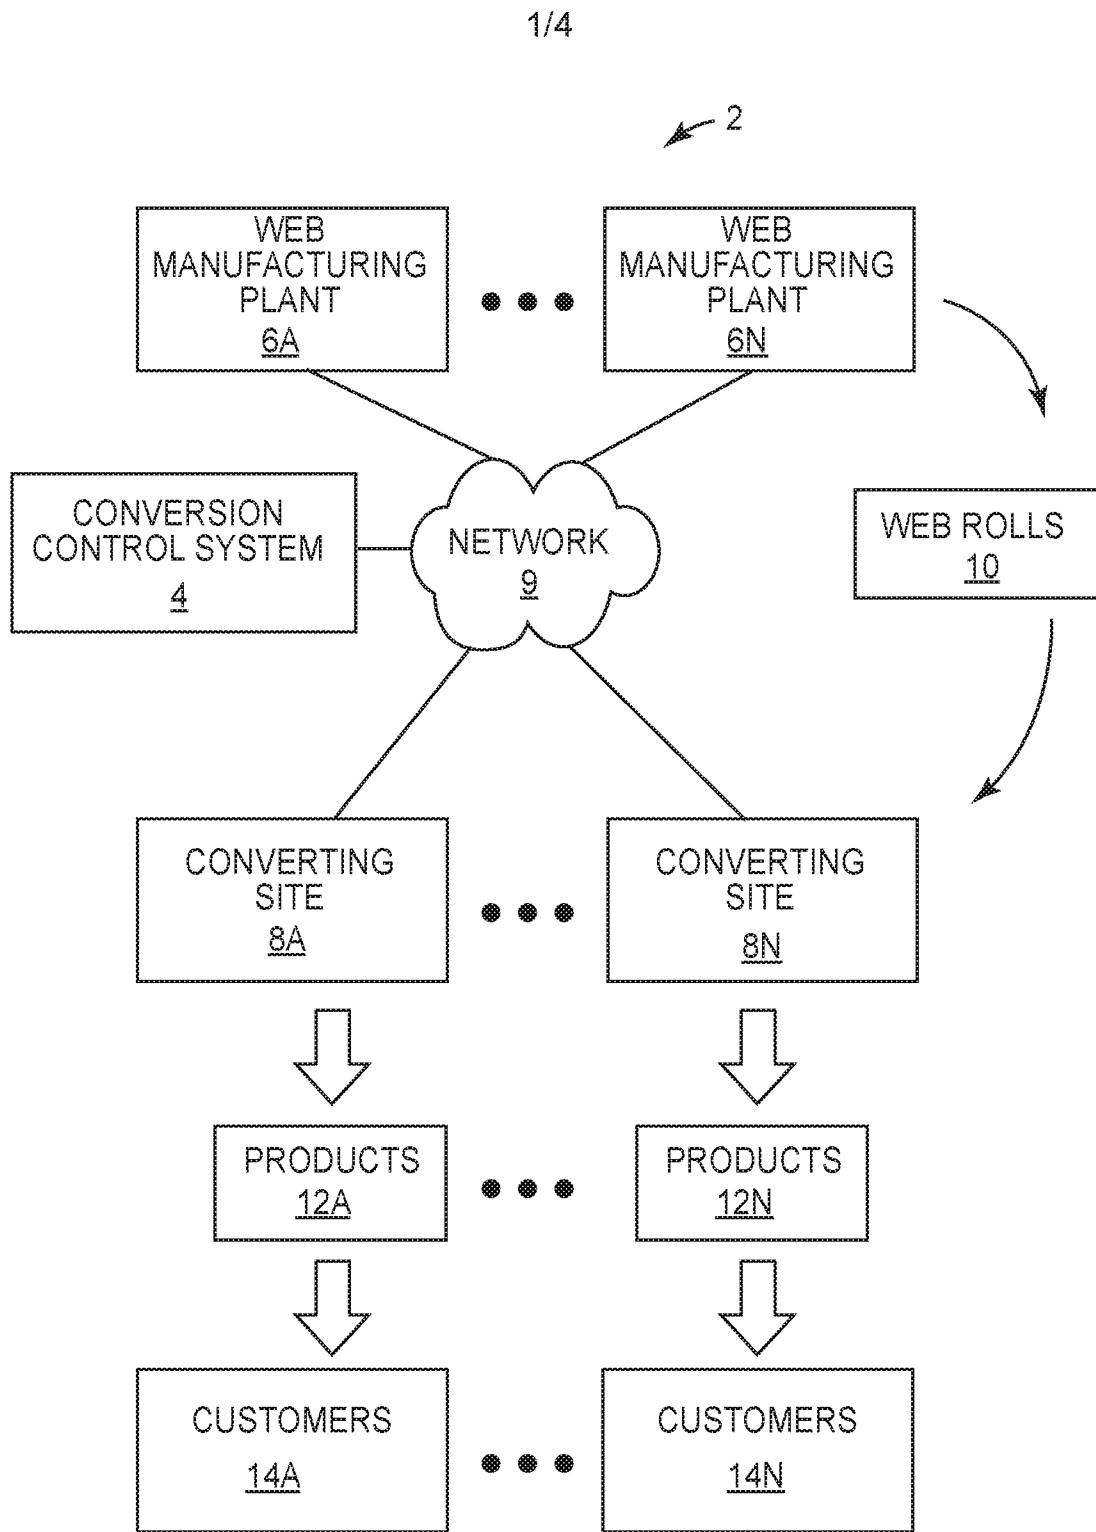 1/4
2
WEB
MANUFACTURING
PLANT
6A
WEB
MANUFACTURING
PLANT
6N
CONVERSION
CONTROL SYSTEM
4
NETWORK
9
WEB ROLLS
10
CONVERTING
SITE
8A
CONVERTING
SITE
8N
PRODUCTS
12A
PRODUCTS
12N
CUSTOMERS
14A
CUSTOMERS
14N